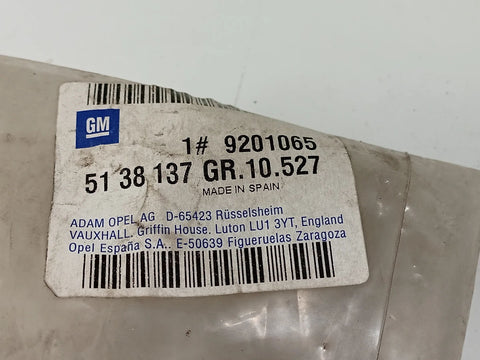 GM
1# 9201065
51 38 137 GR.10.527
MADE IN SPAIN
ADAM OPEL AG D-65423 Rüsselsheim
VAUXHALL. Griffin House. Luton LU1 3YT, England
Opel España S.A.. E-50639 Figueruelas Zaragoza